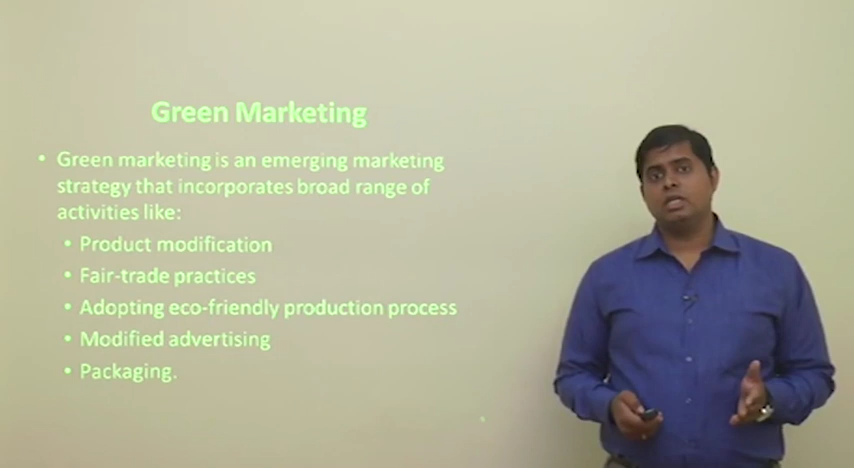 Green Marketing
• Green marketing is an emerging marketing
strategy that incorporates broad range of
activities like:
• Product modification
• Fair-trade practices
• Adopting eco-friendly production process
• Modified advertising
• Packaging.